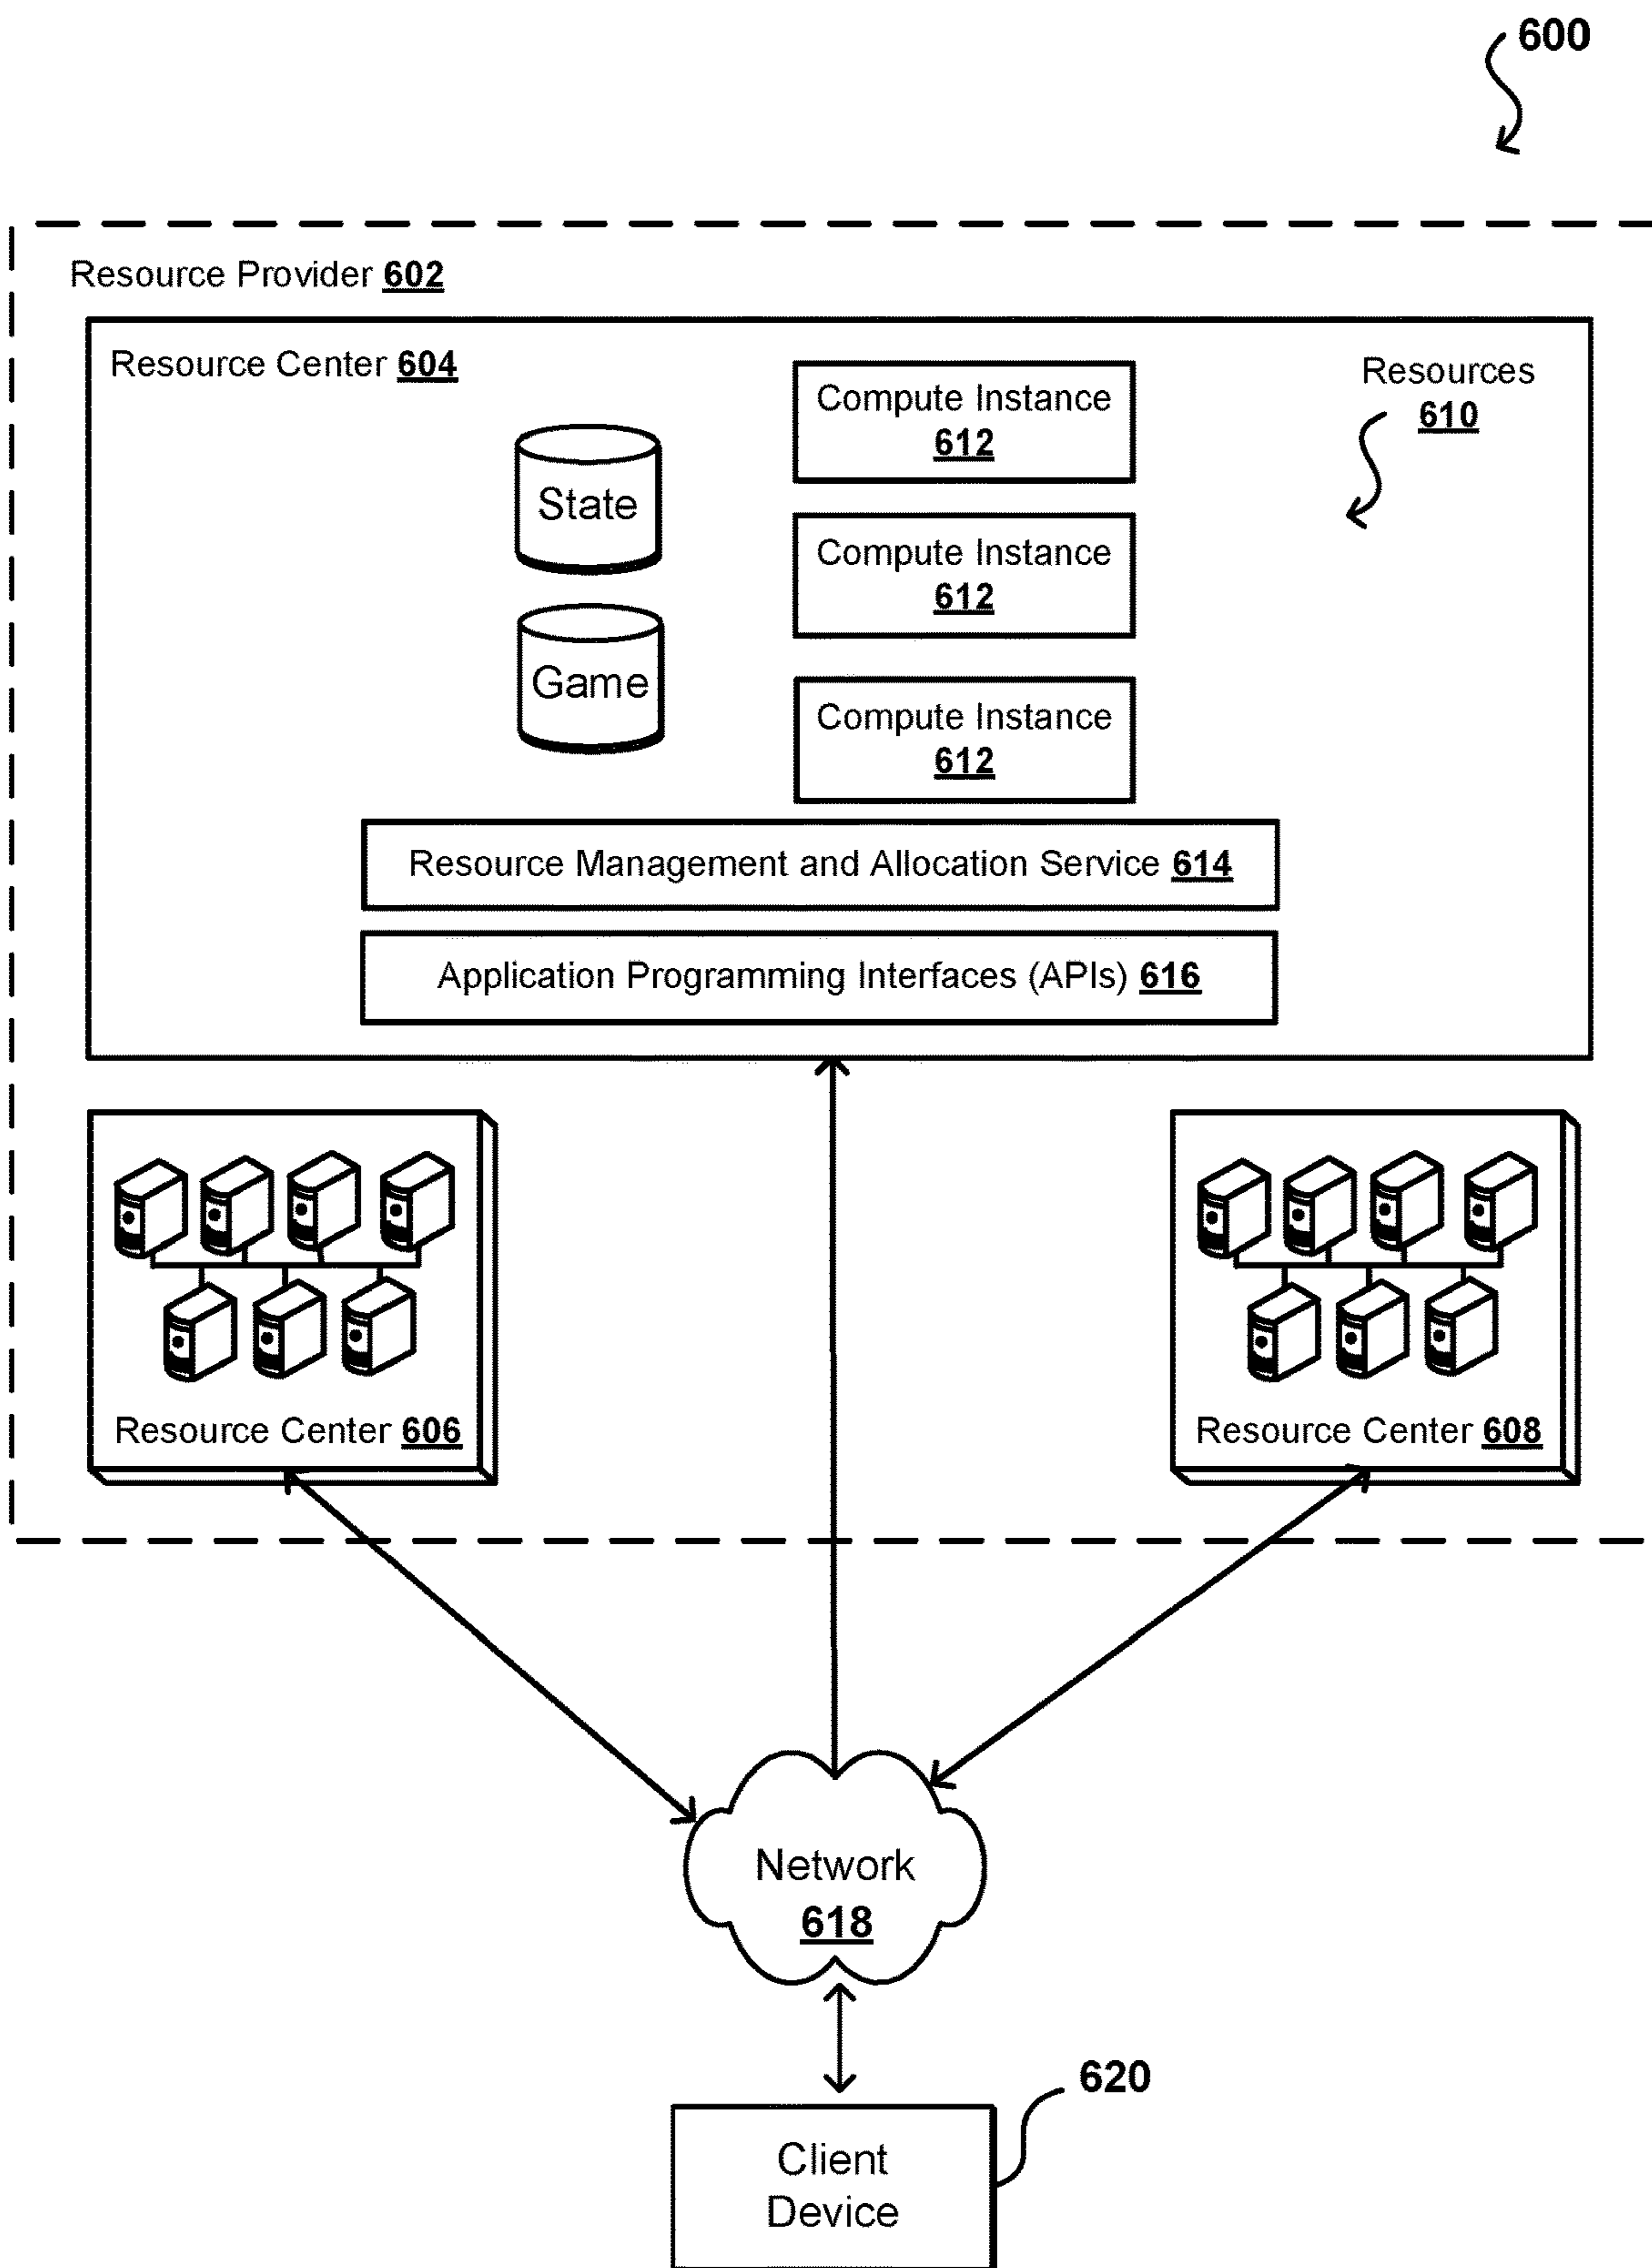 600
Resource Provider 602
Resource Center 604
Resources
610
Compute Instance
612
State
Compute Instance
612
Game
Compute Instance
612
Resource Management and Allocation Service 614
Application Programming Interfaces (APIs) 616
Resource Center 606
Resource Center 608
Network
618
620
Client
Device